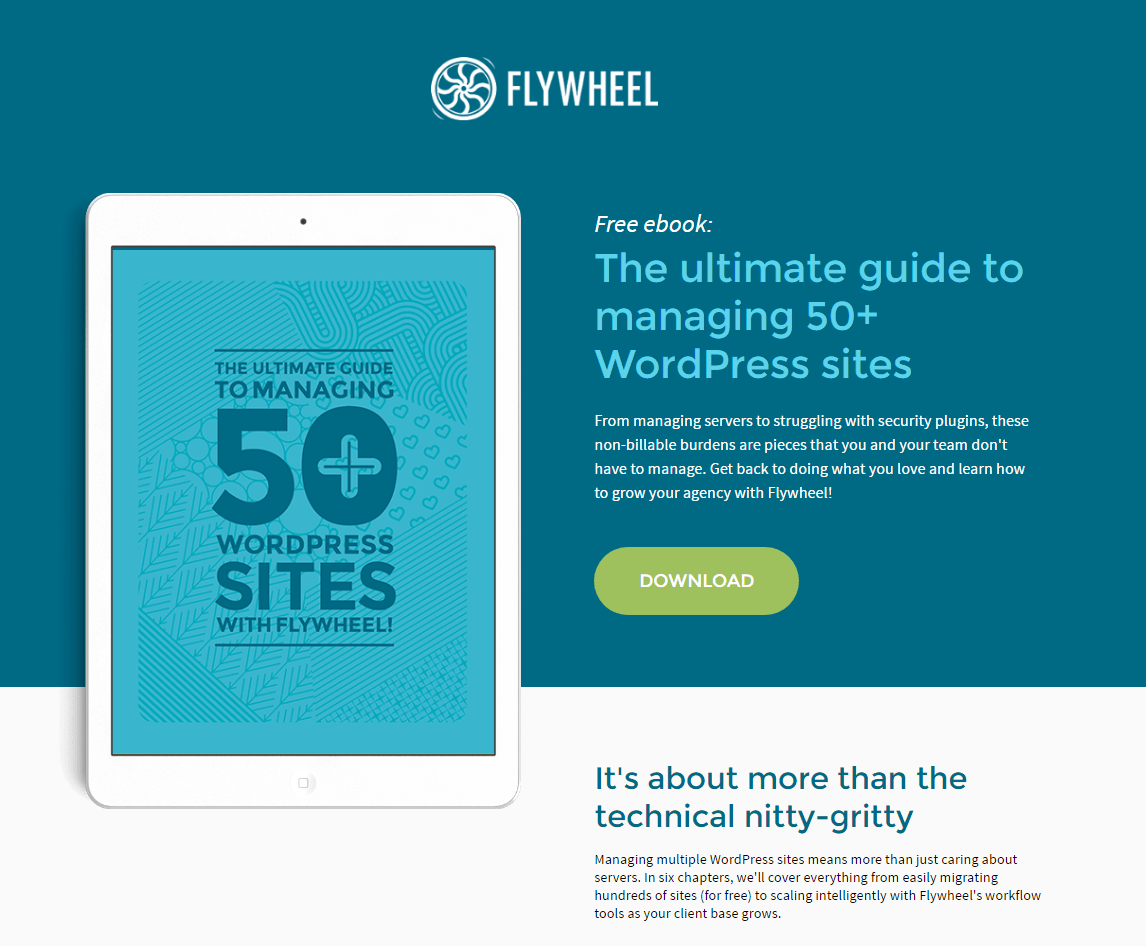 FLYWHEEL
THE ULTIMATE GUIDE
TO MANAGING
50+
WORDPRESS
SITES
WITH FLYWHEEL!
Free ebook:
The ultimate guide to
managing 50+
WordPress sites
From managing servers to struggling with security plugins, these
non-billable burdens are pieces that you and your team don't
have to manage. Get back to doing what you love and learn how
to grow your agency with Flywheel!
DOWNLOAD
It's about more than the
technical nitty-gritty
Managing multiple WordPress sites means more than just caring about
servers. In six chapters, we'll cover everything from easily migrating
hundreds of sites (for free) to scaling intelligently with Flywheel's workflow
tools as your client base grows.